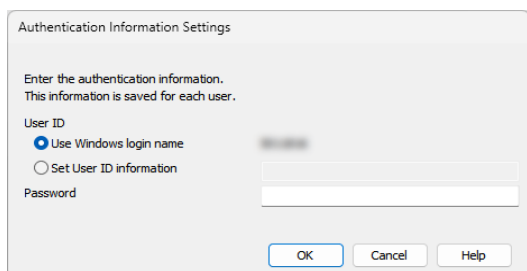 Authentication Information Settings
Enter the authentication information.
This information is saved for each user.
User ID
Use Windows login name
Set User ID information
Password
OK Cancel Help